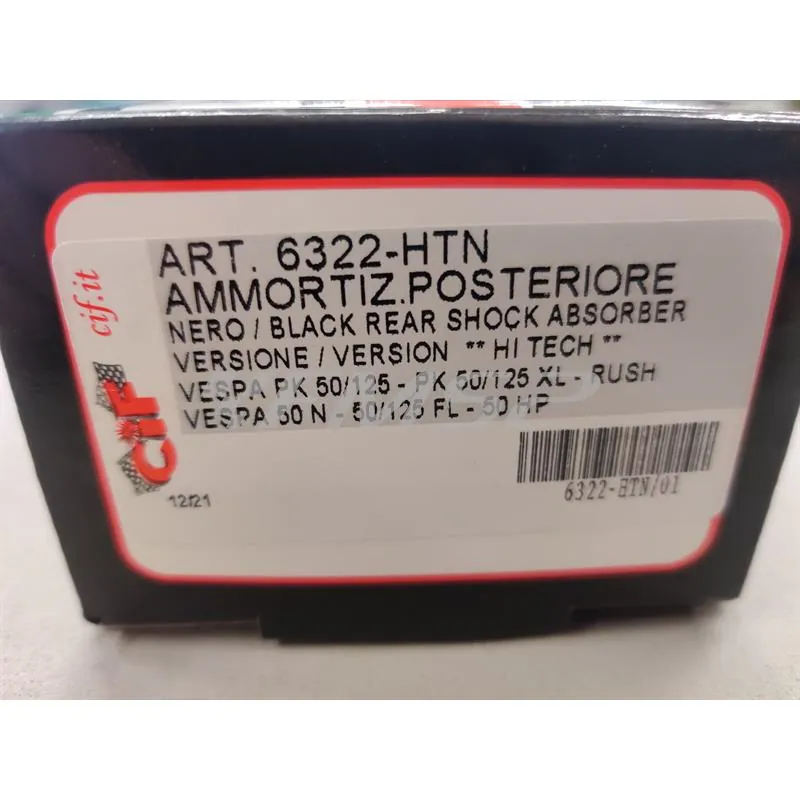 ART. 6322-HTN
AMMORTIZ.POSTERIORE
NERO / BLACK REAR SHOCK ABSORBER
VERSIONE / VERSION ** HI TECH **
VESPA PK 50/125 - PK 50/125 XL - RUSH
VESPA 50 N - 50/125 FL - 50 HP
cif.it
CIF
12/21
6322-HTN/01